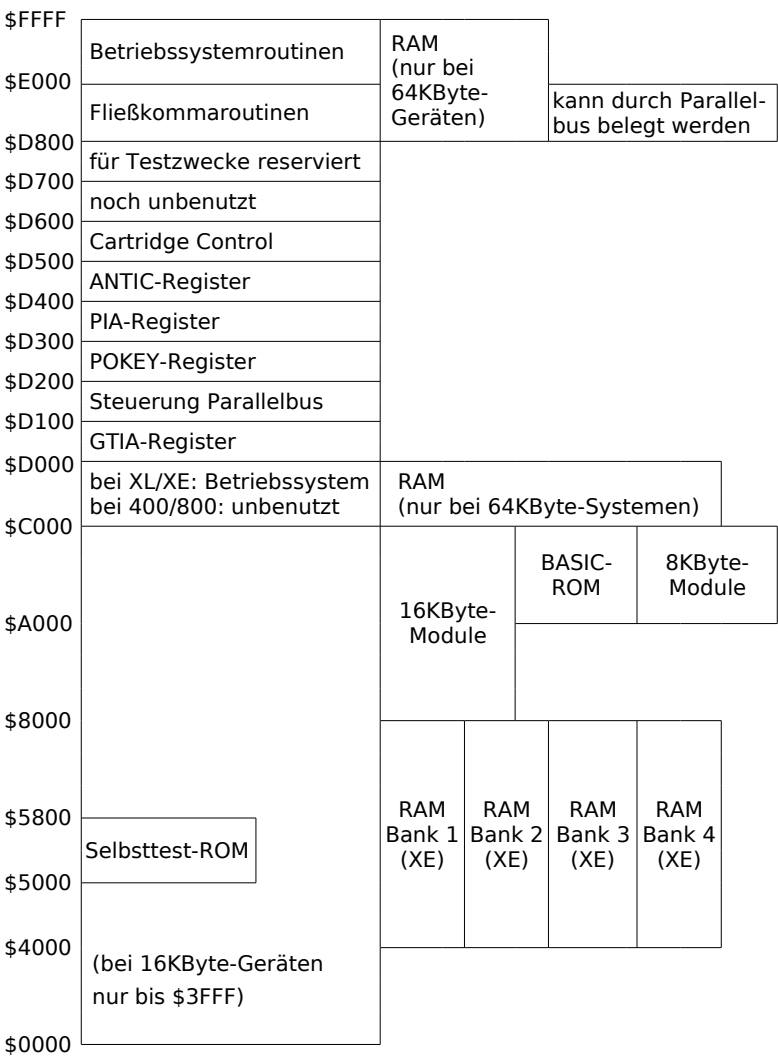 $FFFF
Betriebssystemroutinen
RAM
(nur bei
64KByte-
Geräten)
$E000
Fließkommaroutinen
kann durch Parallel-
bus belegt werden
$D800
für Testzwecke reserviert
$D700
noch unbenutzt
$D600
Cartridge Control
$D500
ANTIC-Register
$D400
PIA-Register
$D300
POKEY-Register
$D200
Steuerung Parallelbus
$D100
GTIA-Register
$D000
bei XL/XE: Betriebssystem
bei 400/800: unbenutzt
RAM
(nur bei 64KByte-Systemen)
$C000
16KByte-
Module
BASIC-
ROM
8KByte-
Module
$A000
$8000
RAM
Bank 1
(XE)
RAM
Bank 2
(XE)
RAM
Bank 3
(XE)
RAM
Bank 4
(XE)
$5800
Selbsttest-ROM
$5000
$4000
(bei 16KByte-Geräten
nur bis $3FFF)
$0000